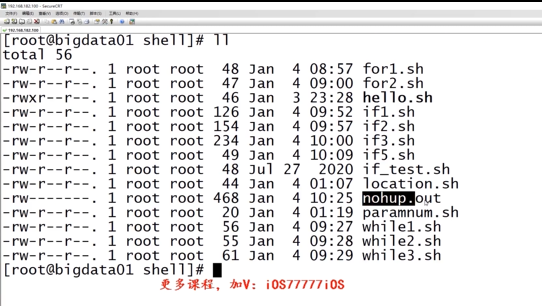 192.168.182.100 - SecureCRT
192.168.182.100
[root@bigdata01 shell]# ll
total 56
-rw-r--r--. 1 root root 48 Jan 4 08:57 for1.sh
-rw-r--r--. 1 root root 47 Jan 4 09:00 for2.sh
-rwxr--r--. 1 root root 46 Jan 3 23:28 hello.sh
-rw-r--r--. 1 root root 126 Jan 4 09:52 if1.sh
-rw-r--r--. 1 root root 154 Jan 4 09:57 if2.sh
-rw-r--r--. 1 root root 234 Jan 4 10:00 if3.sh
-rw-r--r--. 1 root root 49 Jan 4 10:09 if5.sh
-rw-r--r--. 1 root root 48 Jul 27 2020 if_test.sh
-rw-r--r--. 1 root root 44 Jan 4 01:07 location.sh
-rw-------. 1 root root 468 Jan 4 10:25 nohup.out
-rw-r--r--. 1 root root 20 Jan 4 01:19 paramnum.sh
-rw-r--r--. 1 root root 56 Jan 4 09:27 while1.sh
-rw-r--r--. 1 root root 55 Jan 4 09:28 while2.sh
-rw-r--r--. 1 root root 61 Jan 4 09:29 while3.sh
[root@bigdata01 shell]#
更多课程，加V：iOS77777iOS